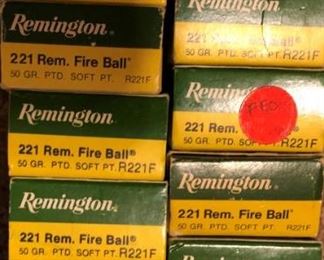 221 Rem. Fire Ball®
50 GR. PTD. SOFT PT. R221F
Remington
221 Rem. Fire Ball®
50 GR. PTD. SOFT PT. R221F
Remington
221 Rem. Fire Ball®
50 GR. PTD. SOFT PT. R221F
Remington
221 Rem. Fire Ball®
50 GR. PTD. SOFT PT. R221F
Remington
221 Rem. Fire
50 GR. PTD. SOFT R221F
Remington
221 Rem. Fire Ball®
50 GR. PTD. SOFT PT. R221F